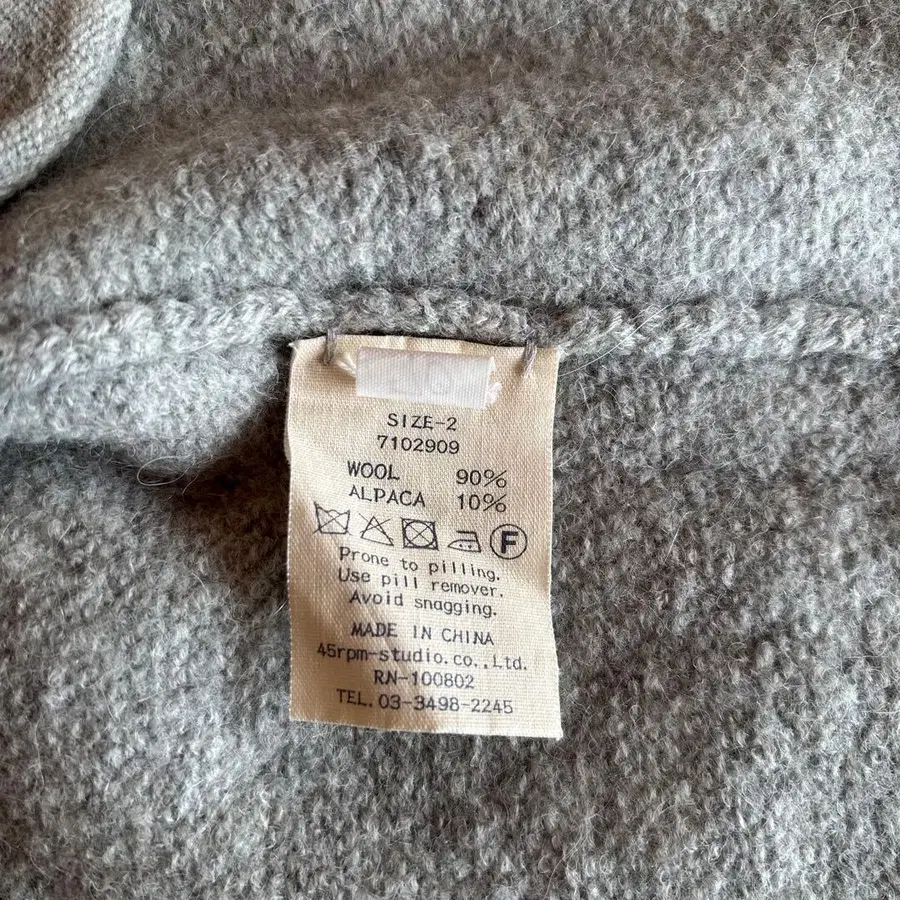 SIZE-2
7102909
WOOL 90%
ALPACA 10%
F
Prone to pilling.
Use pill remover.
Avoid snagging.
MADE IN CHINA
45rpm-studio.co.,Ltd.
RN-100802
TEL.03-3498-2245